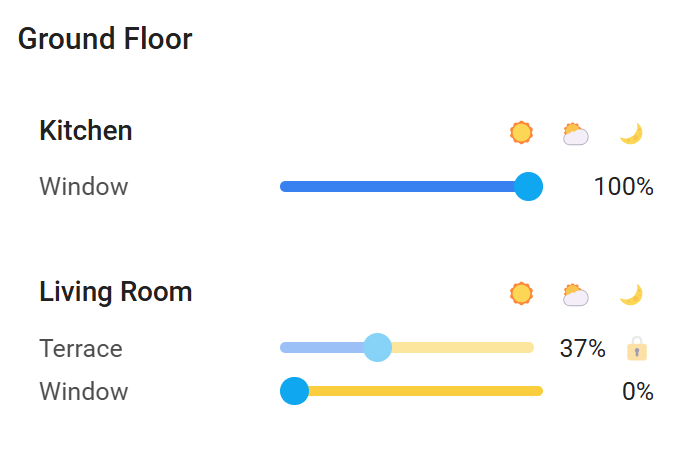 Ground Floor
Kitchen
Window 100%
Living Room
Terrace 37%
Window 0%